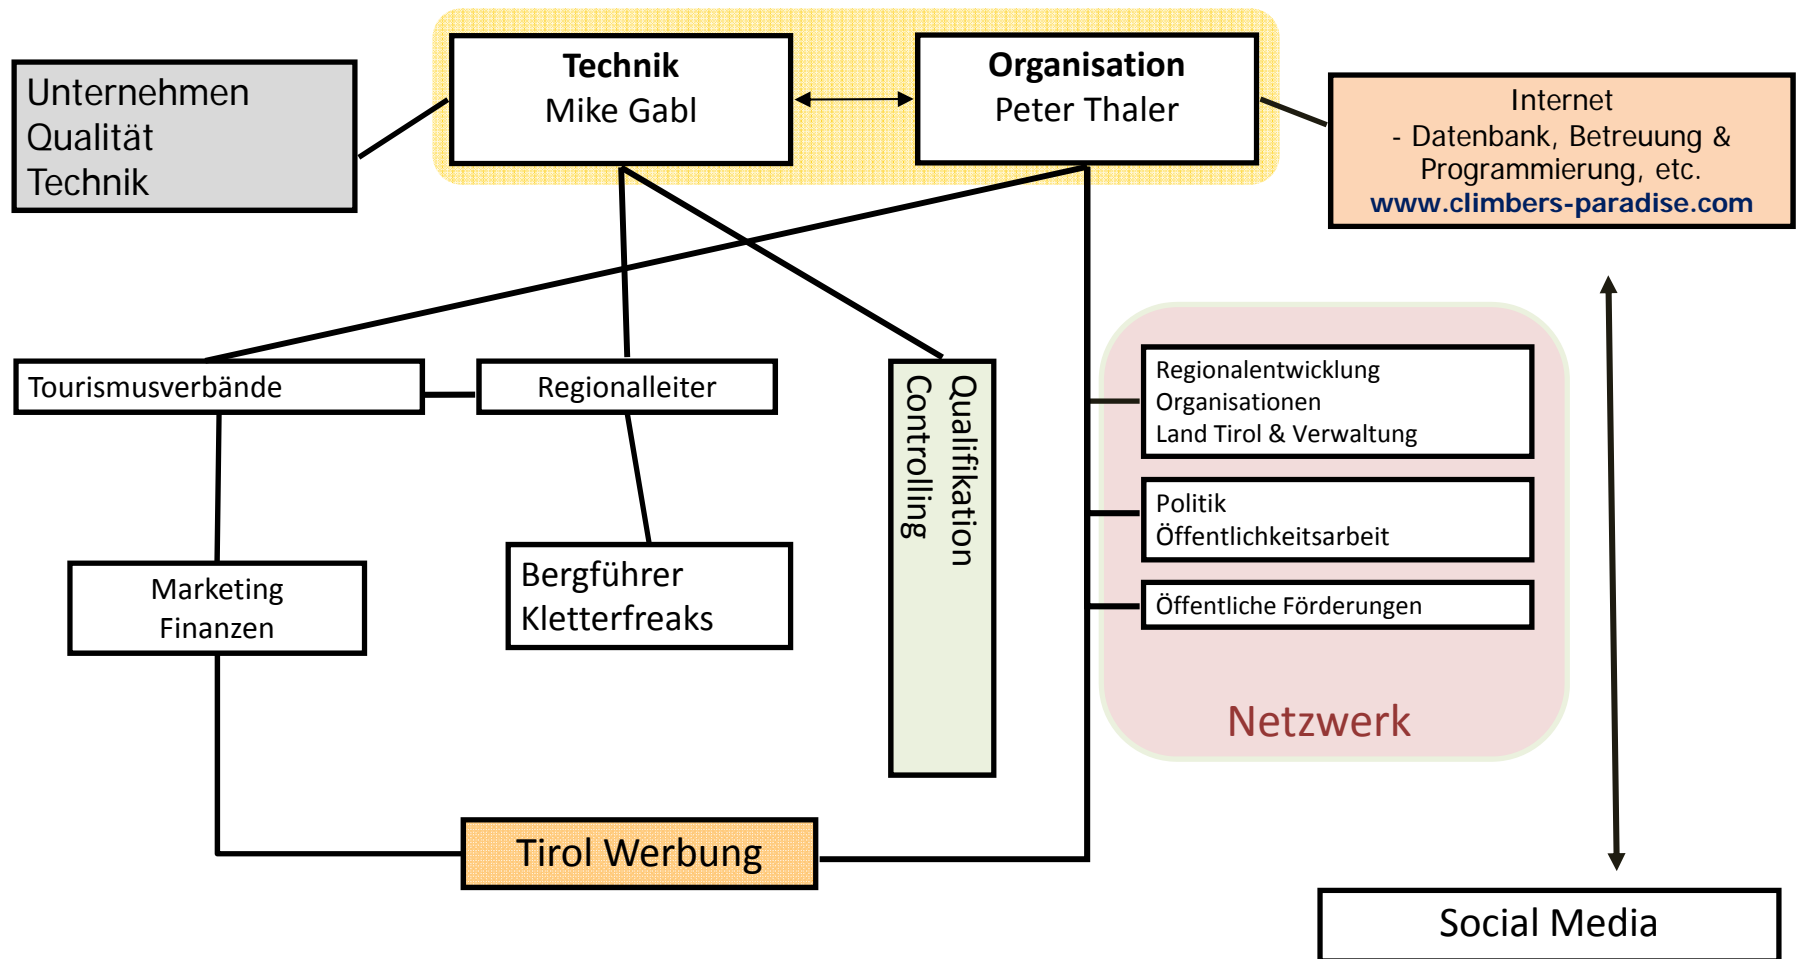 Technik
Mike Gabl
Organisation
Peter Thaler
Unternehmen
Qualität
Technik
Internet
- Datenbank, Betreuung &
Programmierung, etc.
www.climbers-paradise.com
Tourismusverbände
Regionalleiter
Qualifikation
Controlling
Regionalentwicklung
Organisationen
Land Tirol & Verwaltung
Politik
Öffentlichkeitsarbeit
Öffentliche Förderungen
Netzwerk
Marketing
Finanzen
Bergführer
Kletterfreaks
Tirol Werbung
Social Media